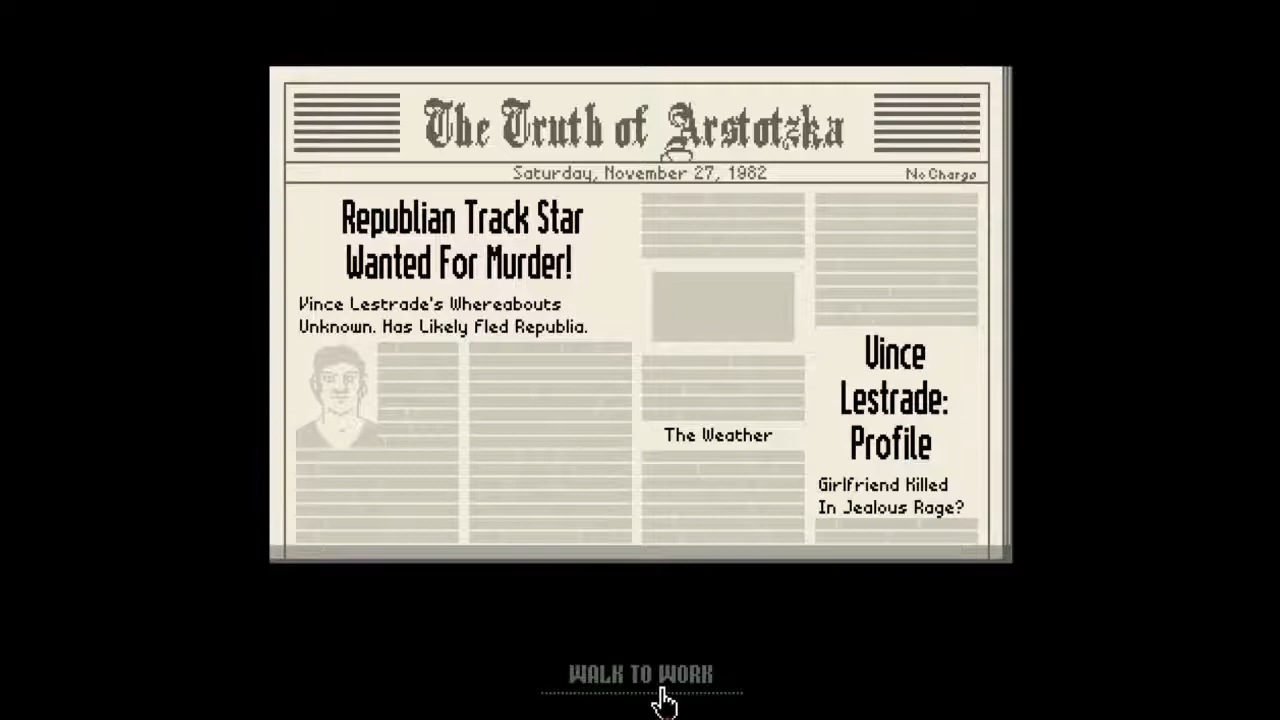 The Truth of Arstotzka
Saturday, November 27, 1982
No Charge
Republian Track Star
Wanted For Murder!
Vince Lestrade's Whereabouts
Unknown. Has Likely Fled Republia.
The Weather
Vince
Lestrade:
Profile
Girlfriend Killed
In Jealous Rage?
WALK TO WORK